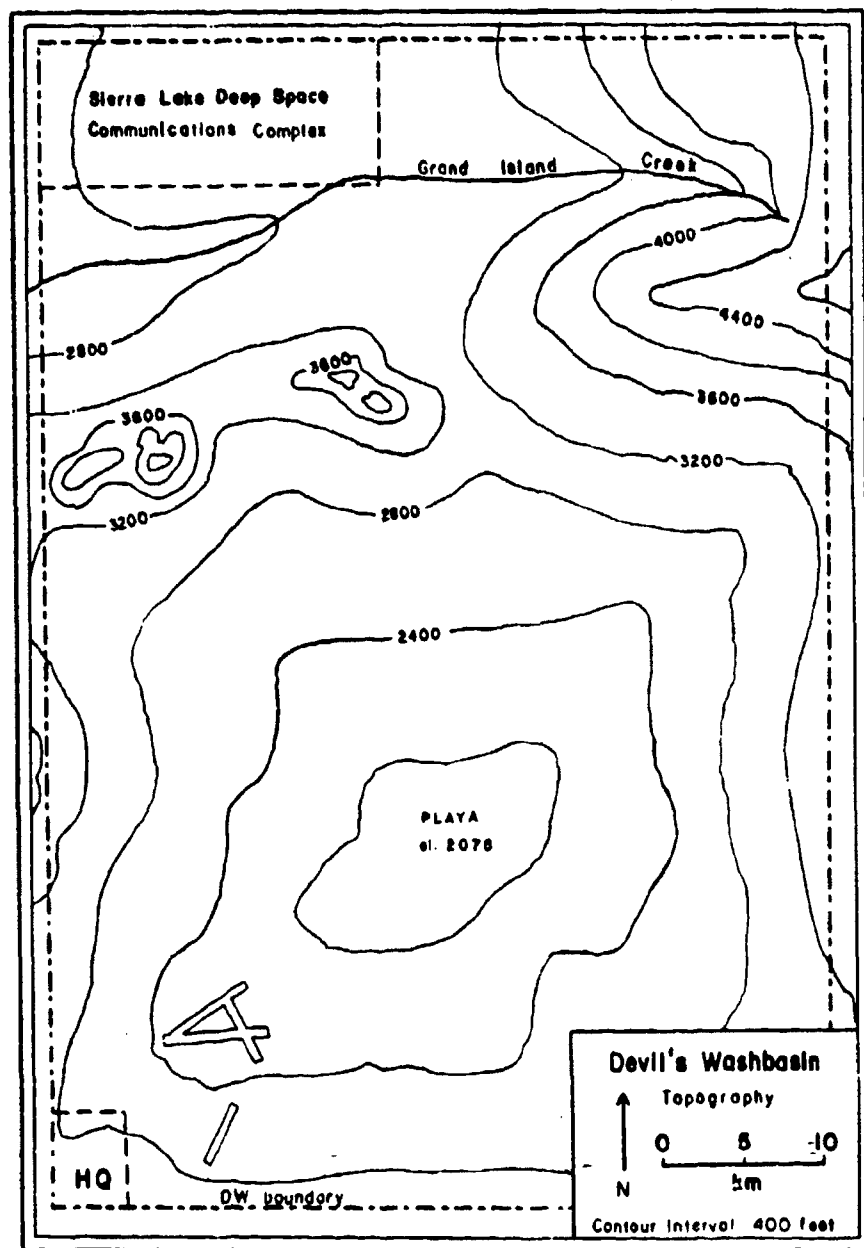 Sierra Lake Deep Space
Communications Complex
Grand Island Creek
4000
4400
2800
3600
3600
3600
3200
3200
2800
2400
PLAYA
el. 2078
HQ
DW boundary
Devil's Washbasin
Topography
0 5 10
km
N
Contour Interval 400 feet